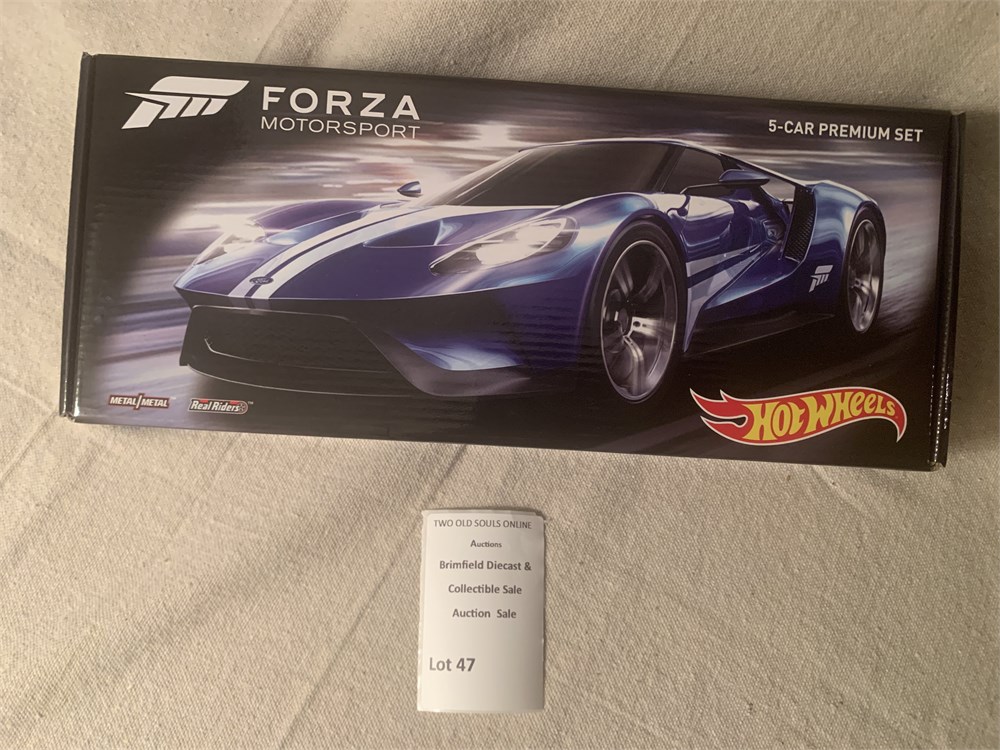 FORZA
MOTORSPORT
5-CAR PREMIUM SET
METAL/METAL
Real Riders™
HOT WHEELS
TWO OLD SOULS ONLINE
Auctions
Brimfield Diecast &
Collectible Sale
Auction Sale
Lot 47